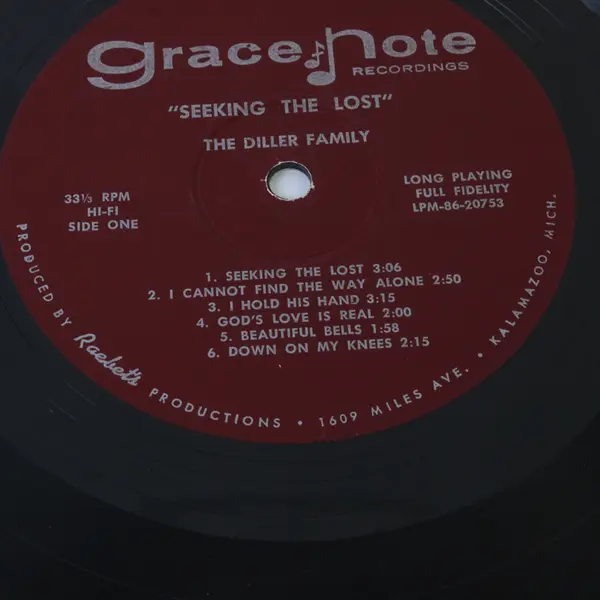 grace Note
RECORDINGS
"SEEKING THE LOST"
THE DILLER FAMILY
33⅓ RPM
HI-FI
SIDE ONE
LONG PLAYING
FULL FIDELITY
LPM-86-20753
1. SEEKING THE LOST 3:06
2. I CANNOT FIND THE WAY ALONE 2:50
3. I HOLD HIS HAND 3:15
4. GOD'S LOVE IS REAL 2:00
5. BEAUTIFUL BELLS 1:58
6. DOWN ON MY KNEES 2:15
PRODUCED BY Raebet's PRODUCTIONS • 1609 MILES AVE. • KALAMAZOO, MICH.